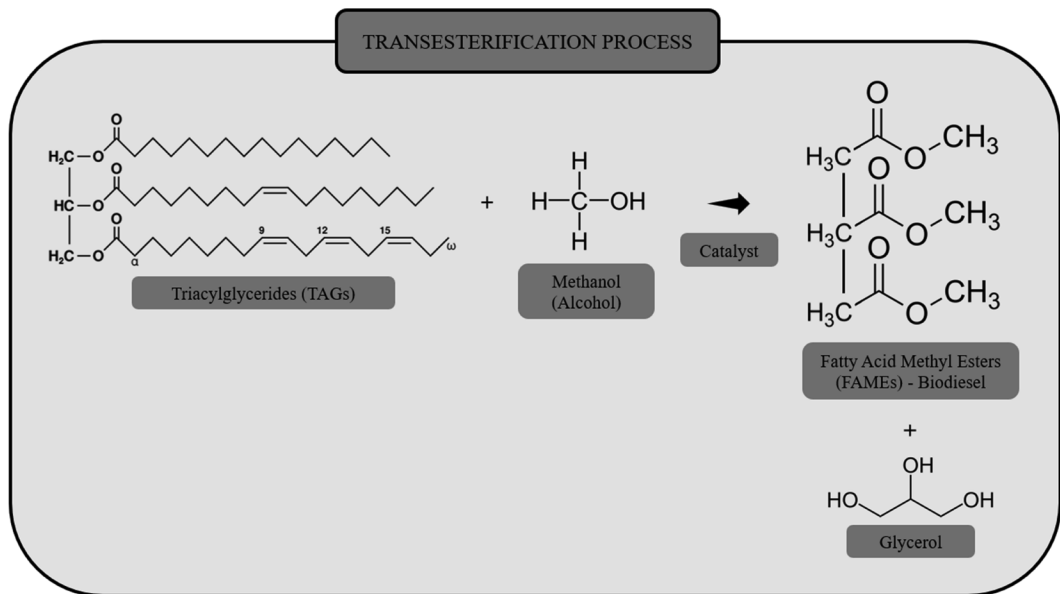 TRANSESTERIFICATION PROCESS
O
H₂C—O
O
HC—O
O
9 12 15
H₂C—O
α
ω
Triacylglycerides (TAGs)
+
H
H—C—OH
H
Methanol
(Alcohol)
Catalyst
O
H₃C O CH₃
O
H₃C O CH₃
O
H₃C O CH₃
Fatty Acid Methyl Esters
(FAMEs) - Biodiesel
+
OH
HO OH
Glycerol